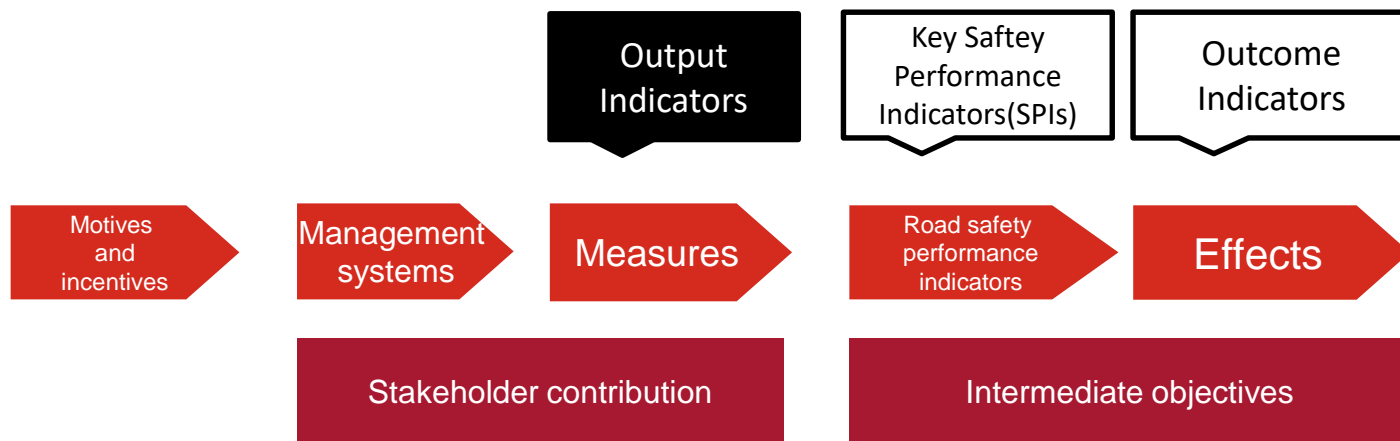 Output
Indicators
Key Saftey
Performance
Indicators(SPIs)
Outcome
Indicators
Motives
and
incentives
Management
systems
Measures
Road safety
performance
indicators
Effects
Stakeholder contribution
Intermediate objectives